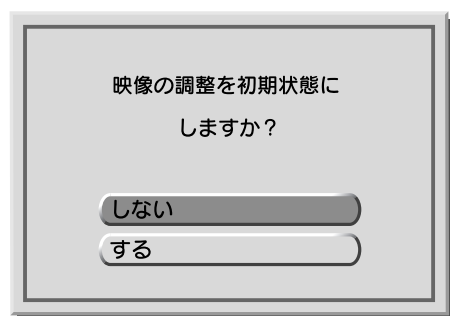 映像の調整を初期状態に
しますか？
しない
する